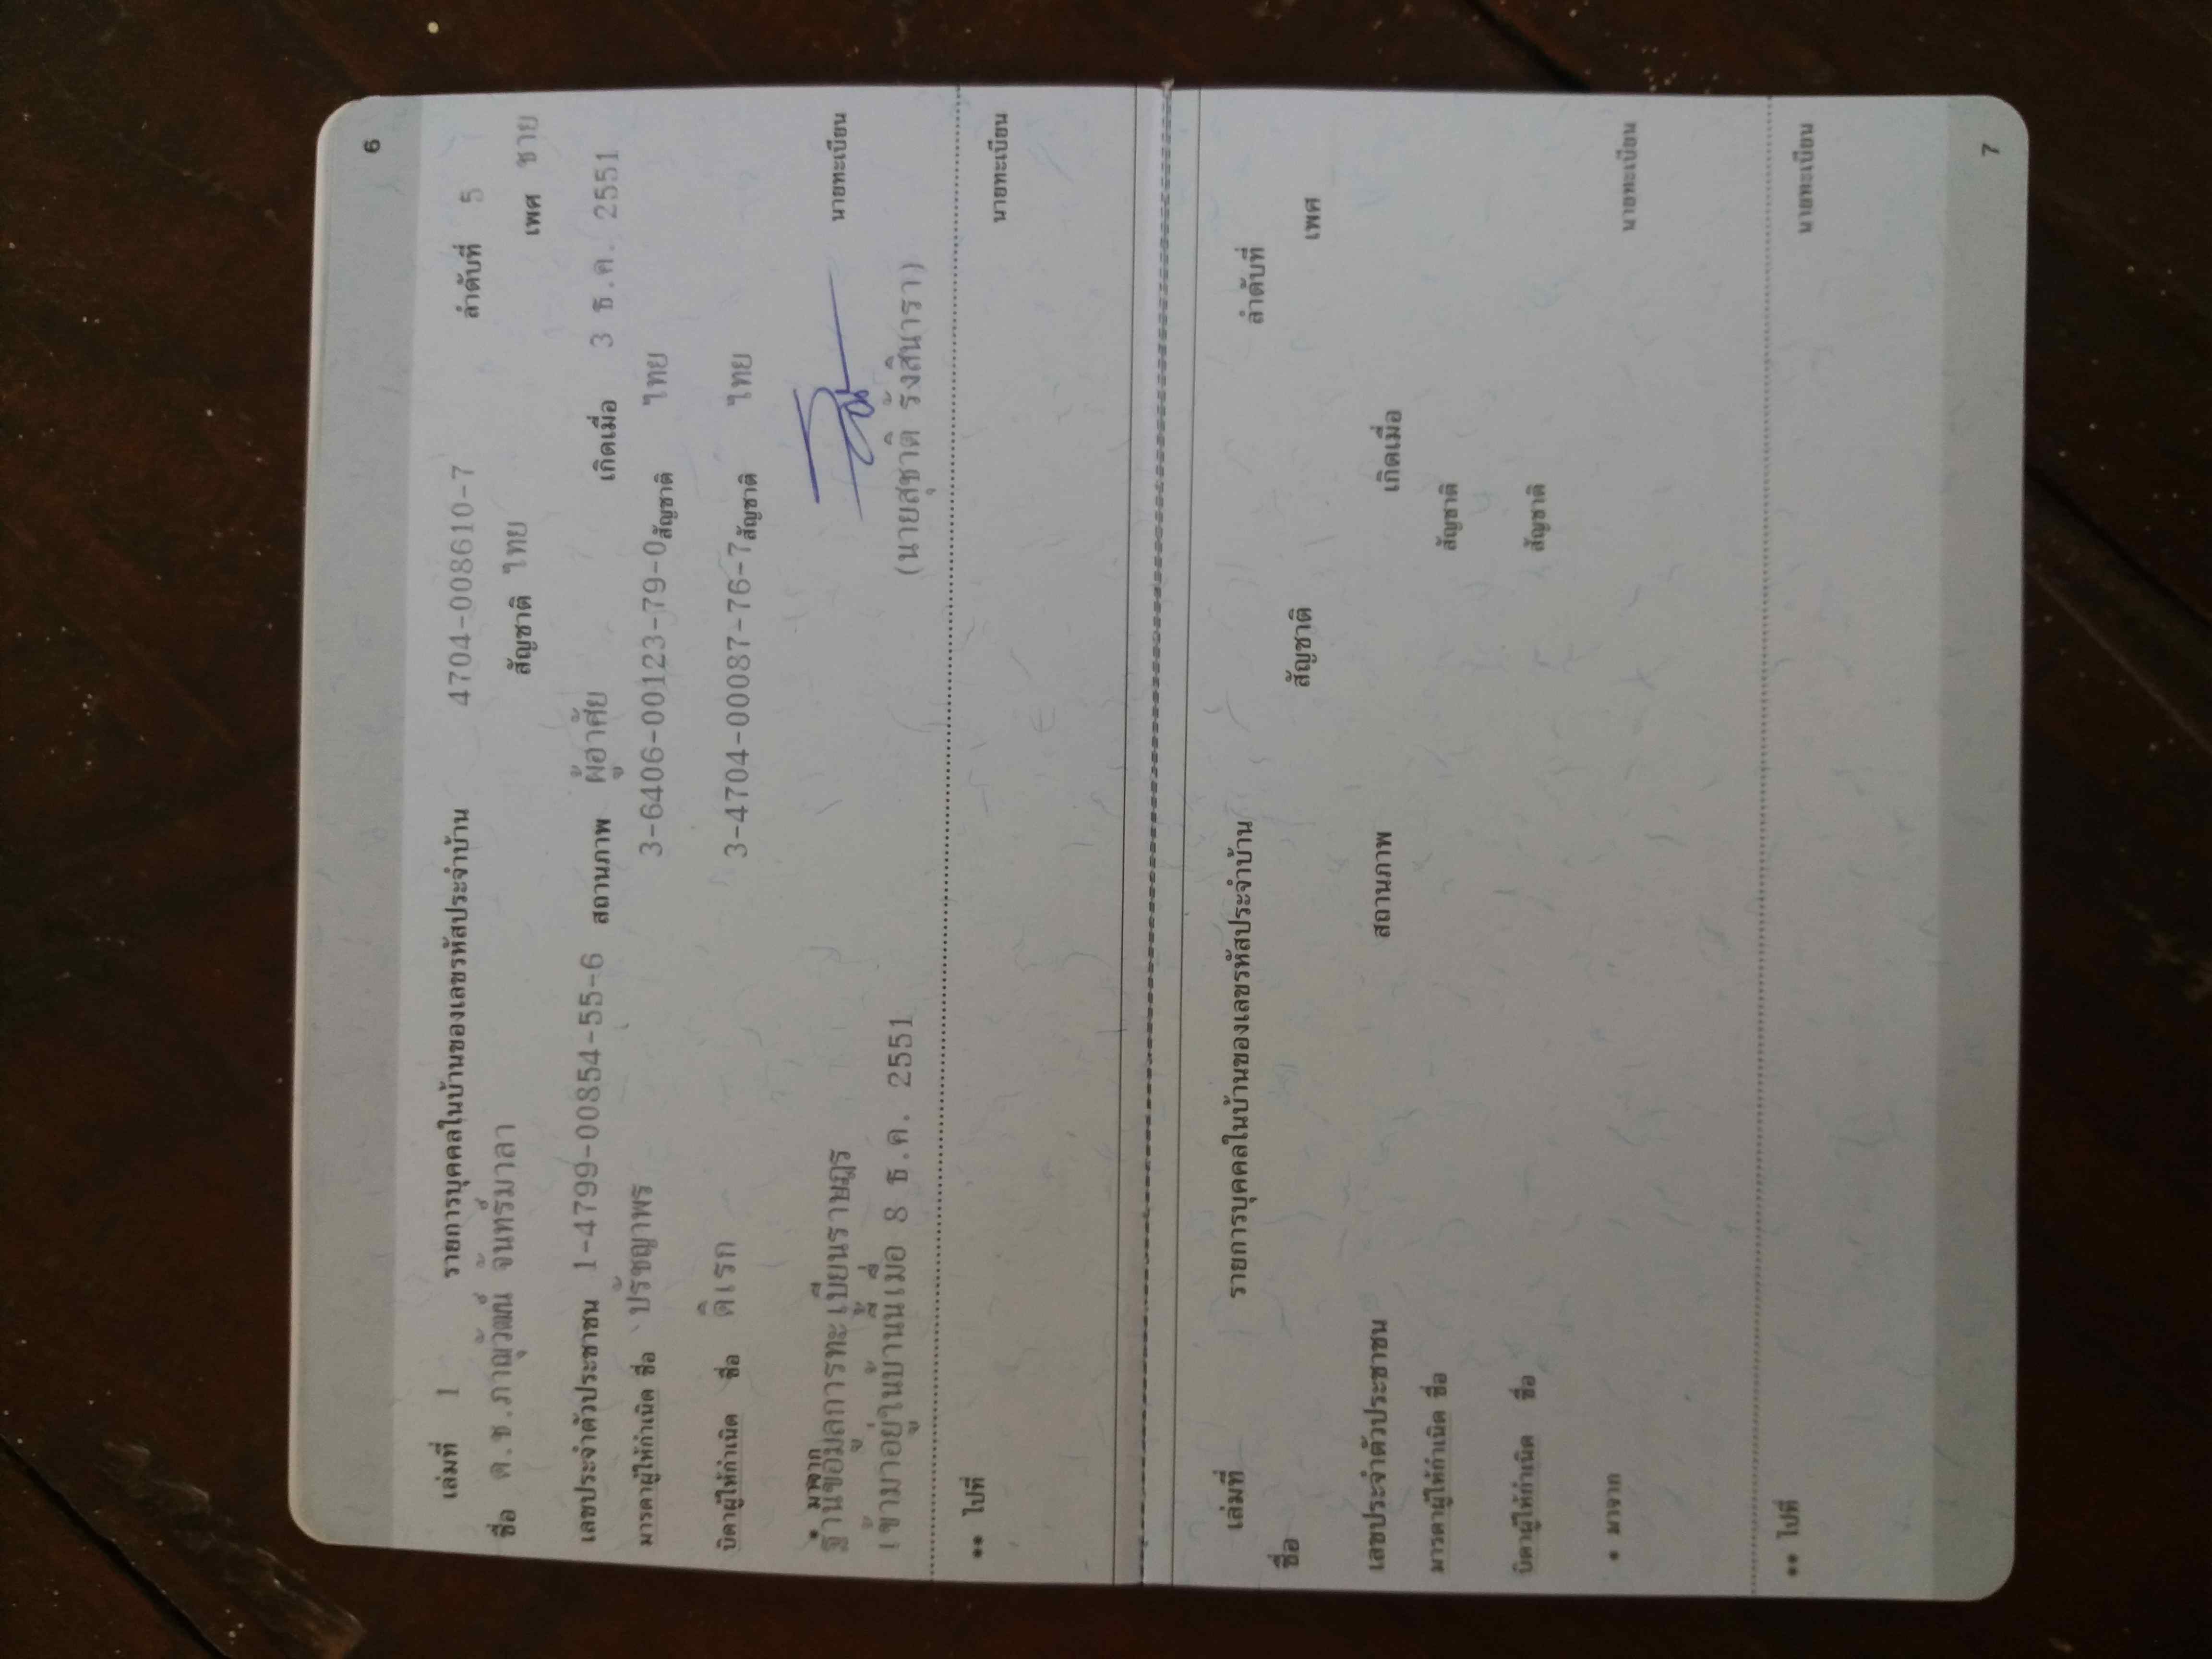 6
เล่มที่ 1 รายการบุคคลในบ้านของเลขรหัสประจำบ้าน 4704-008610-7 ลำดับที่ 5
ชื่อ ด.ช.ภาณุวัฒน์ จันทร์มาลา สัญชาติ ไทย เพศ ชาย
เลขประจำตัวประชาชน 1-4799-00854-55-6 สถานภาพ ผู้อาศัย เกิดเมื่อ 3 ธ.ค. 2551
มารดาผู้ให้กำเนิด ชื่อ ปรัชญาพร 3-6406-00123-79-0 สัญชาติ ไทย
บิดาผู้ให้กำเนิด ชื่อ ดิเรก 3-4704-00087-76-7 สัญชาติ ไทย
* มาจาก
ฐานข้อมูลการทะเบียนราษฎร นายทะเบียน
เข้ามาอยู่ในบ้านนี้เมื่อ 8 ธ.ค. 2551 (นายสุชาติ รังสินารา)
** ไปที่ นายทะเบียน
เล่มที่ รายการบุคคลในบ้านของเลขรหัสประจำบ้าน ลำดับที่
ชื่อ สัญชาติ เพศ
เลขประจำตัวประชาชน สถานภาพ เกิดเมื่อ
มารดาผู้ให้กำเนิด ชื่อ สัญชาติ
บิดาผู้ให้กำเนิด ชื่อ สัญชาติ
* มาจาก นายทะเบียน
** ไปที่ นายทะเบียน
7